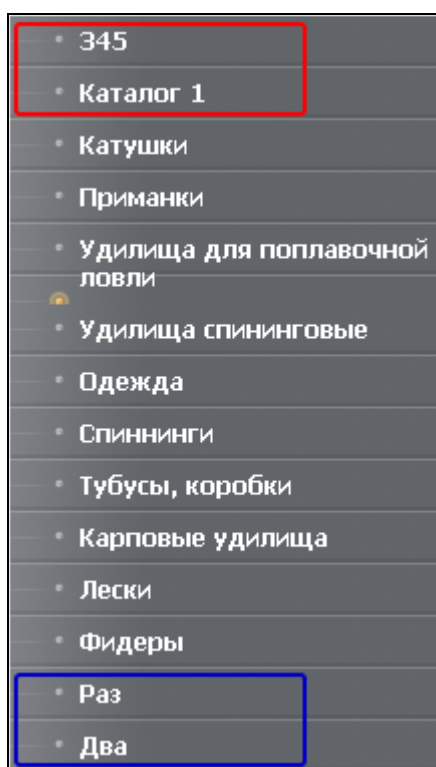 345
Каталог 1
Катушки
Приманки
Удилища для поплавочной
ловли
Удилища спининговые
Одежда
Спиннинги
Тубусы, коробки
Карповые удилища
Лески
Фидеры
Раз
Два